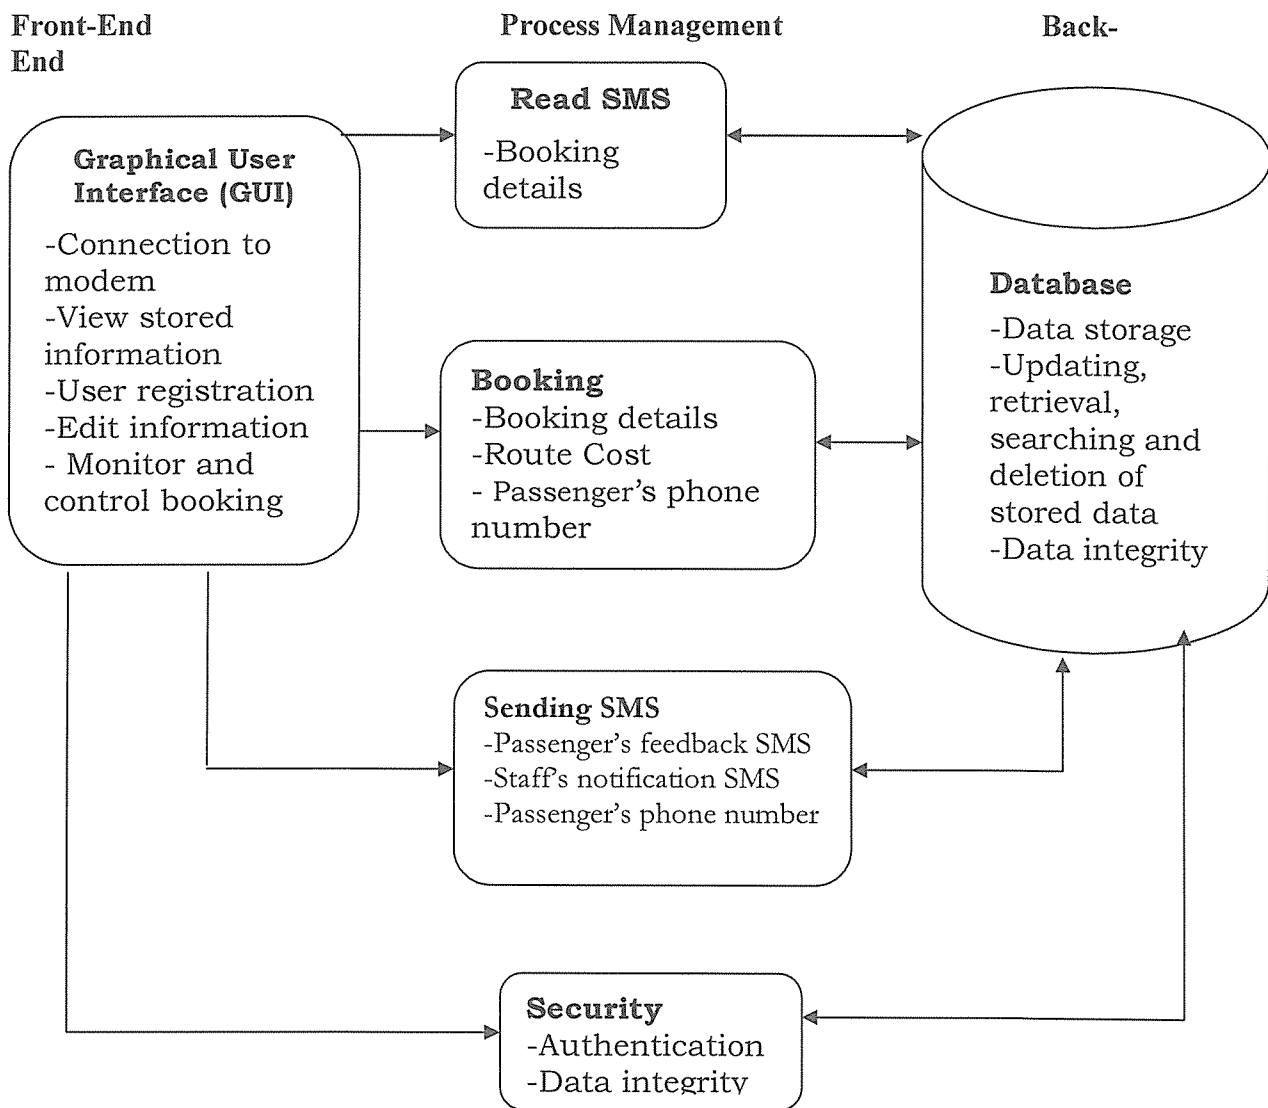 Front-End Process Management Back-
End
Read SMS
-Booking
details
Graphical User
Interface (GUI)
-Connection to
modem
-View stored
information
-User registration
-Edit information
- Monitor and
control booking
Booking
-Booking details
-Route Cost
- Passenger’s phone
number
Database
-Data storage
-Updating,
retrieval,
searching and
deletion of
stored data
-Data integrity
Sending SMS
-Passenger’s feedback SMS
-Staff’s notification SMS
-Passenger’s phone number
Security
-Authentication
-Data integrity